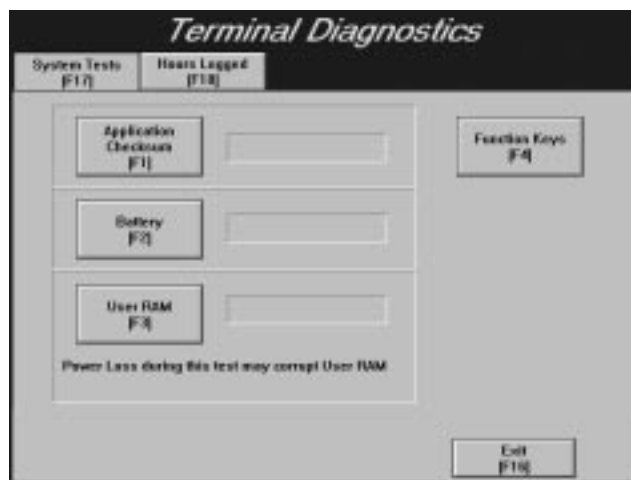 Terminal Diagnostics
System Tests
[F17]
Hours Logged
[F18]
Application
Checksum
[F1]
Function Keys
[F4]
Battery
[F2]
User RAM
[F3]
Power Loss during this test may corrupt User RAM
Exit
[F16]